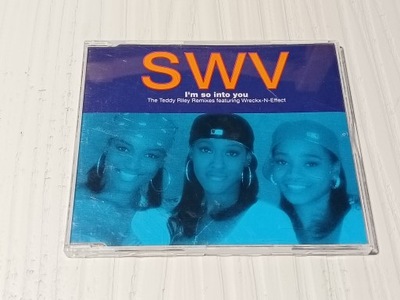 SWV
I'm so into you
The Teddy Riley Remixes featuring Wreckx-N-Effect